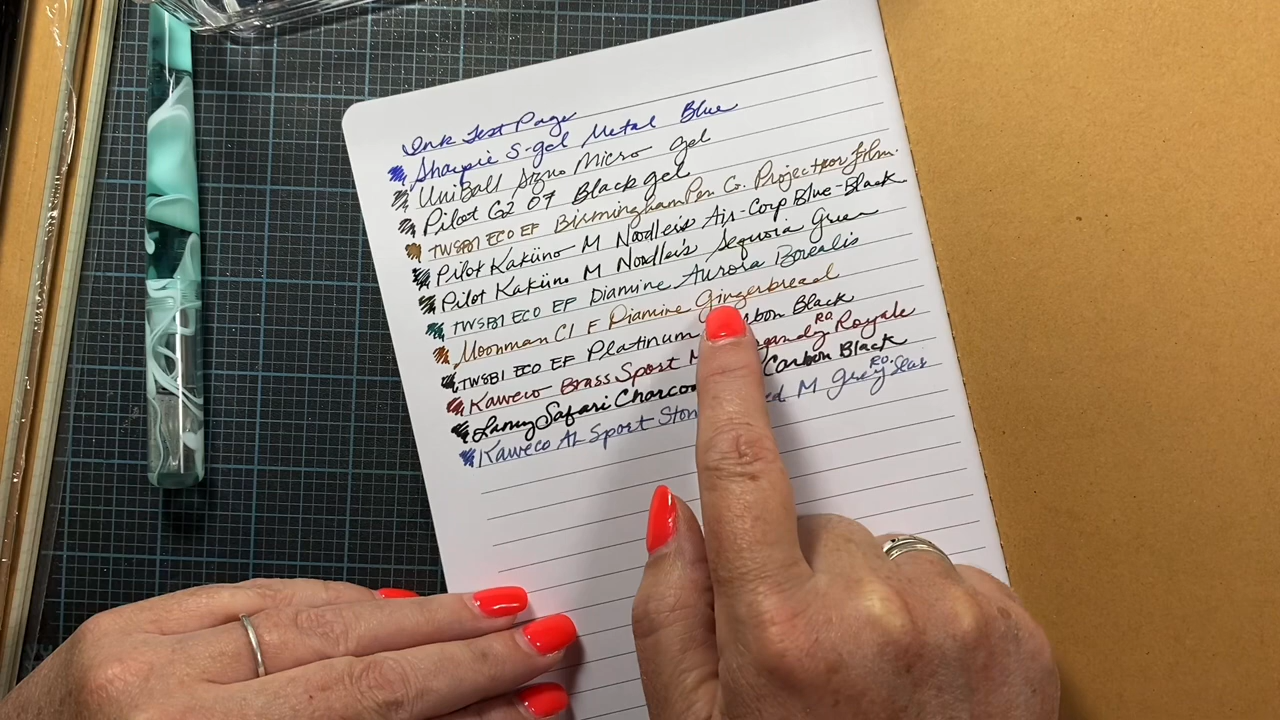 Ink Test Page
Sharpie S-gel Metal Blue
UniBall Signo Micro gel
Pilot G2 07 Black gel
TWSBI ECO EF Birmingham Pen Co. Projector Film.
Pilot Kakuno M Noodler's Air-Corp Blue-Black
Pilot Kakuno M Noodler's Sequoia Green
TWSBI ECO EF Diamine Aurora Borealis
Moonman C1 F Diamine Gingerbread
TWSBI ECO EF Platinum Black
Kaweco Brass Sport M R.O. Royale
Lamy Safari Carbon Black
Kaweco AL Sport M Grey R.O. Seas